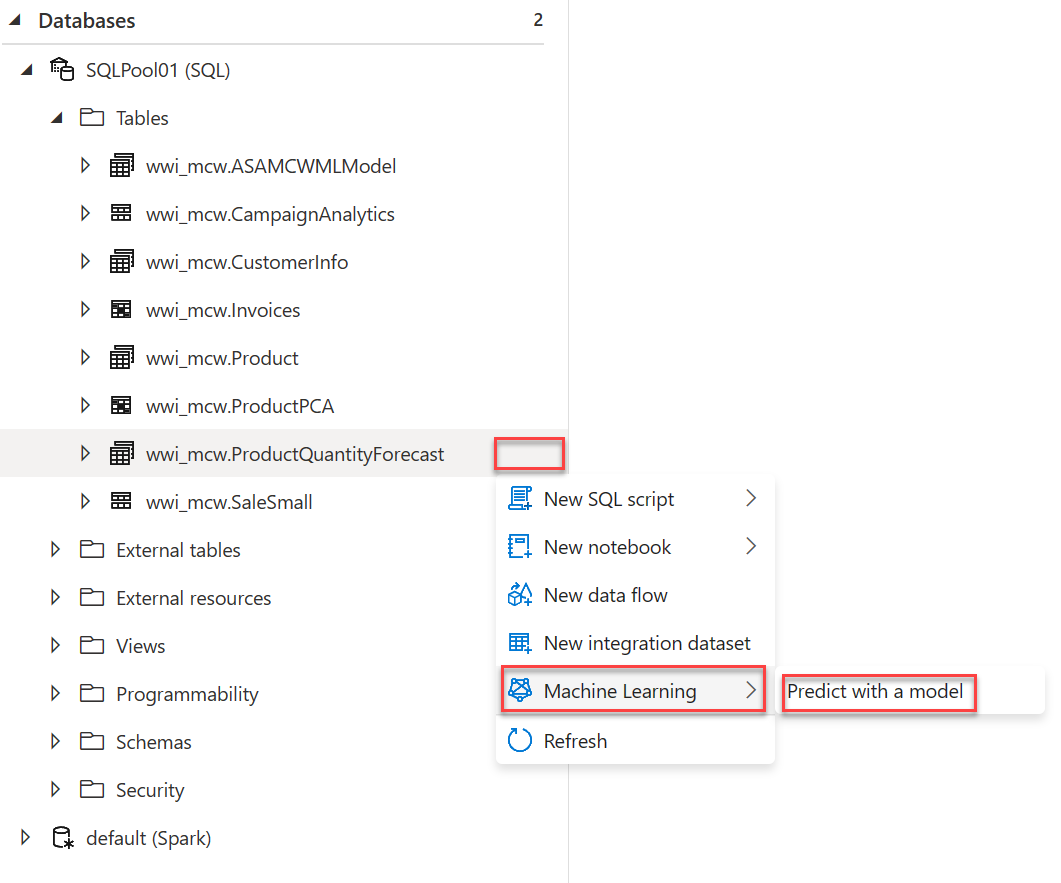 Databases 2
SQLPool01 (SQL)
Tables
wwi_mcw.ASAMCWMLModel
wwi_mcw.CampaignAnalytics
wwi_mcw.CustomerInfo
wwi_mcw.Invoices
wwi_mcw.Product
wwi_mcw.ProductPCA
wwi_mcw.ProductQuantityForecast
wwi_mcw.SaleSmall
External tables
External resources
Views
Programmability
Schemas
Security
default (Spark)
New SQL script
New notebook
New data flow
New integration dataset
Machine Learning
Refresh
Predict with a model